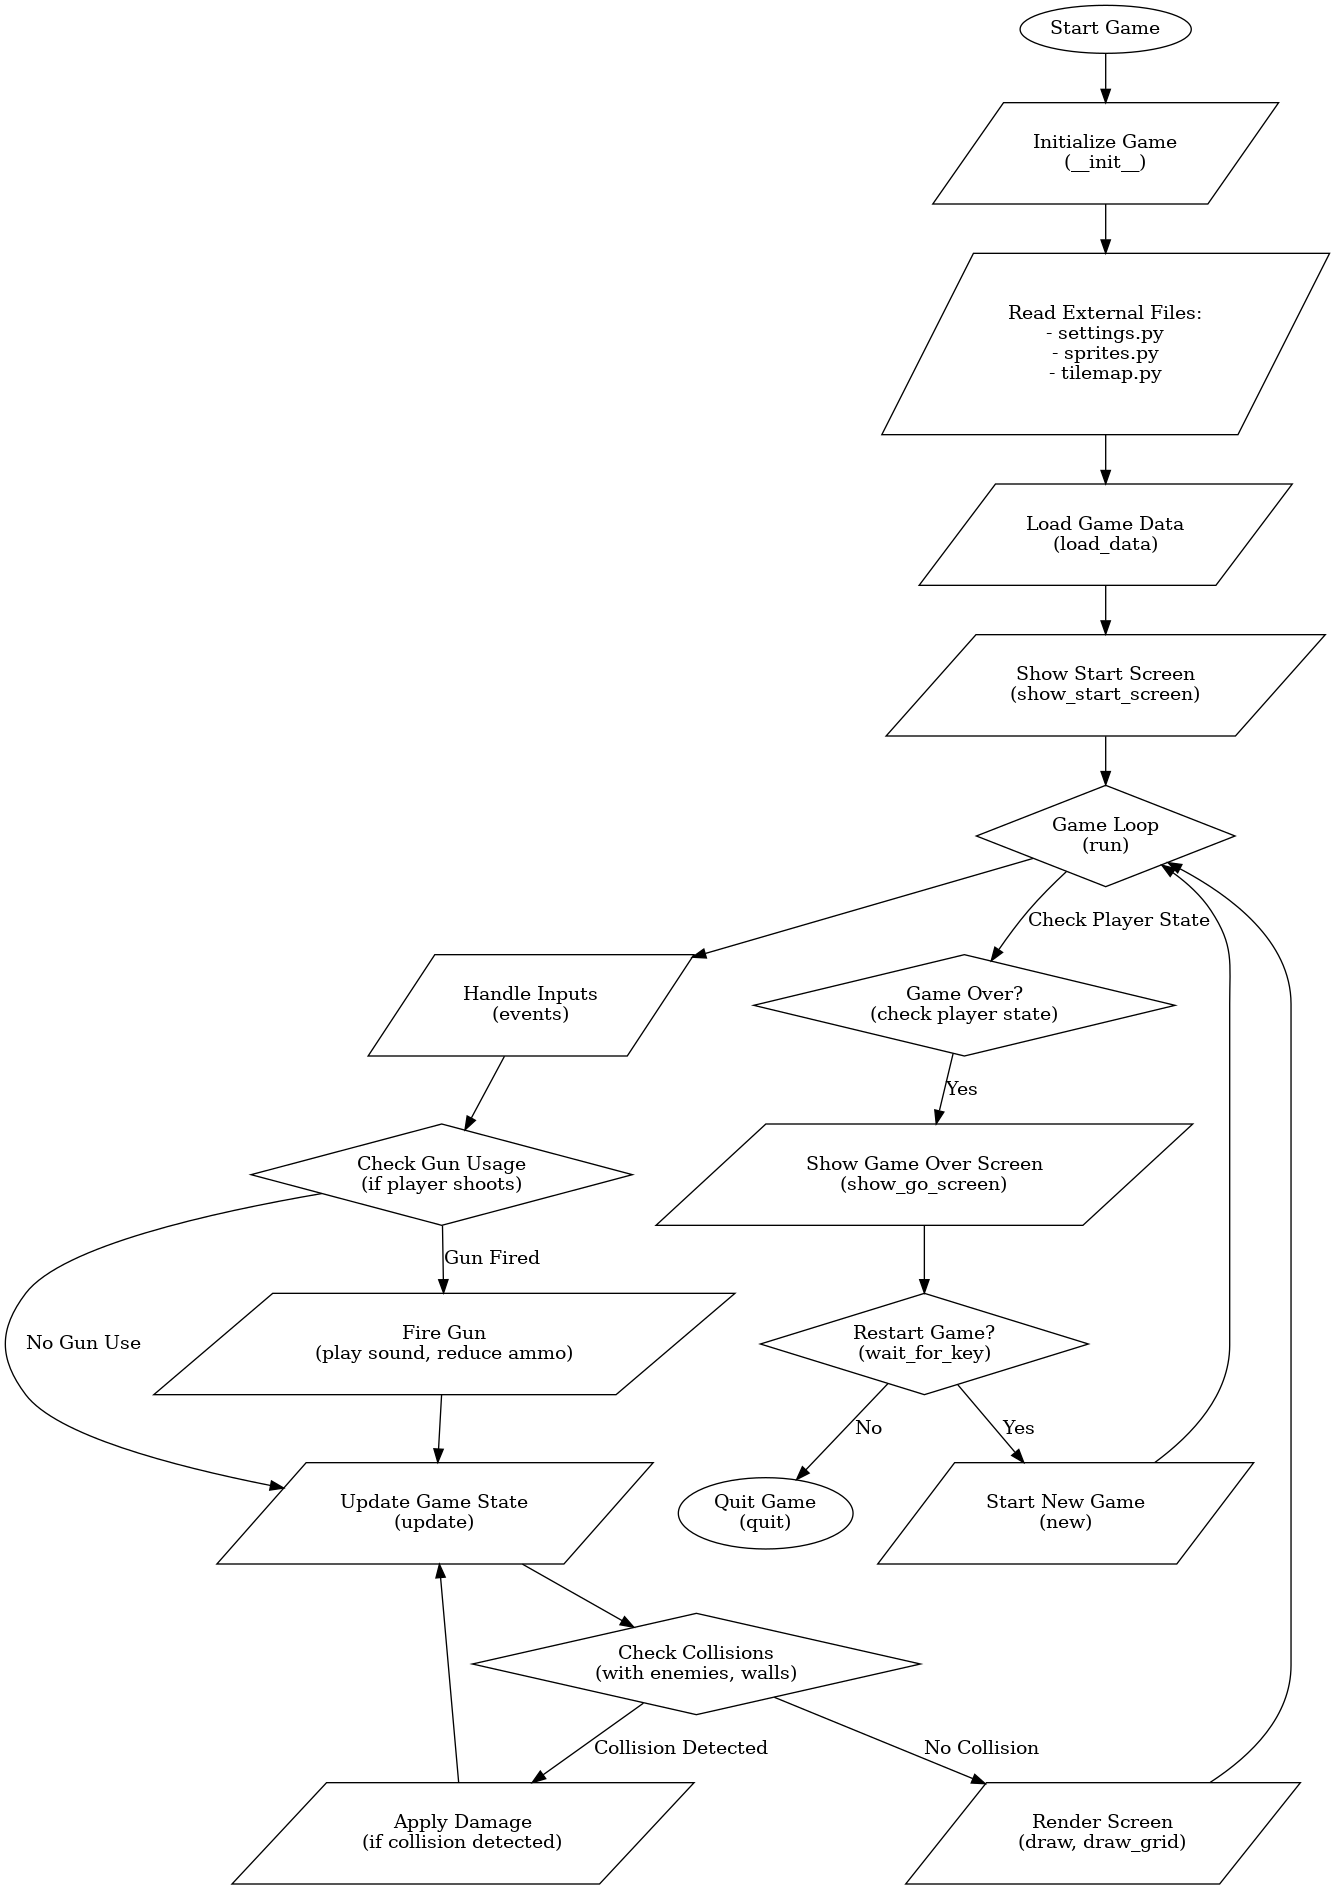 Start Game
Initialize Game
(__init__)
Read External Files:
- settings.py
- sprites.py
- tilemap.py
Load Game Data
(load_data)
Show Start Screen
(show_start_screen)
Game Loop
(run)
Check Player State
Handle Inputs
(events)
Game Over?
(check player state)
Yes
Check Gun Usage
(if player shoots)
Show Game Over Screen
(show_go_screen)
Gun Fired
No Gun Use
Fire Gun
(play sound, reduce ammo)
Restart Game?
(wait_for_key)
No
Yes
Update Game State
(update)
Quit Game
(quit)
Start New Game
(new)
Check Collisions
(with enemies, walls)
Collision Detected
No Collision
Apply Damage
(if collision detected)
Render Screen
(draw, draw_grid)